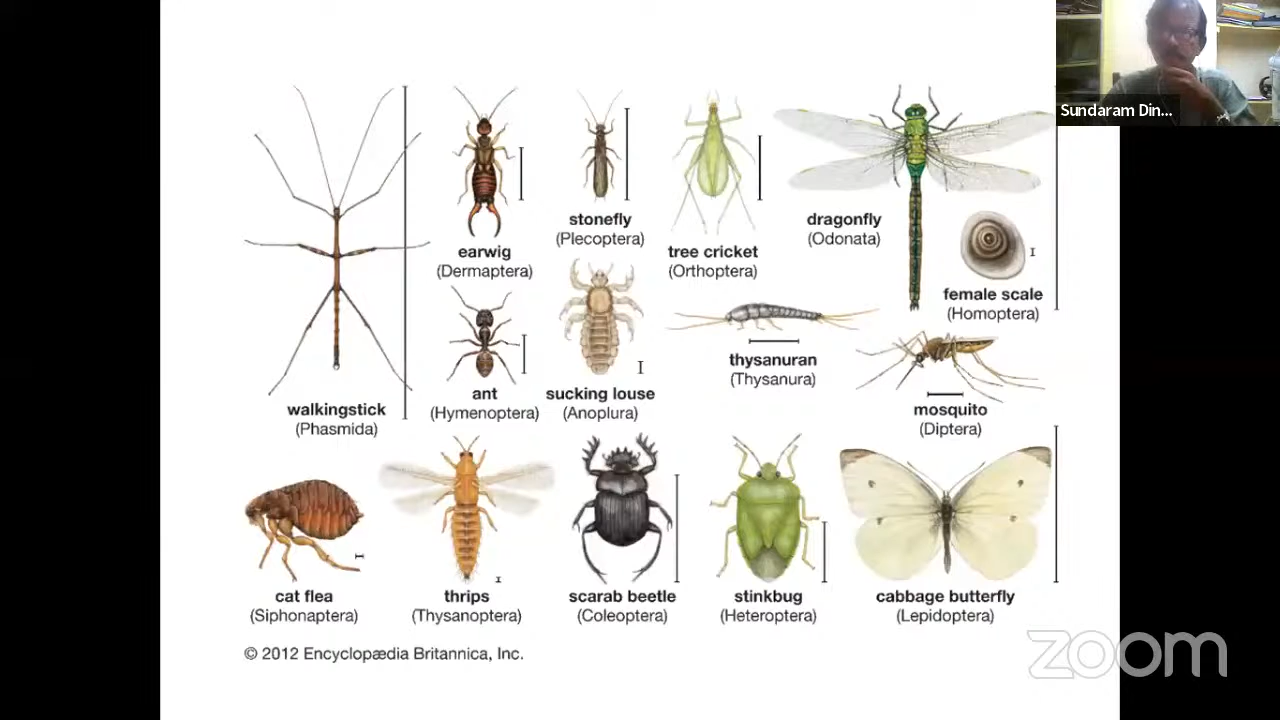 Sundaram Din...
earwig
(Dermaptera)
stonefly
(Plecoptera)
tree cricket
(Orthoptera)
dragonfly
(Odonata)
female scale
(Homoptera)
walkingstick
(Phasmida)
ant
(Hymenoptera)
sucking louse
(Anoplura)
thysanuran
(Thysanura)
mosquito
(Diptera)
cat flea
(Siphonaptera)
thrips
(Thysanoptera)
scarab beetle
(Coleoptera)
stinkbug
(Heteroptera)
cabbage butterfly
(Lepidoptera)
© 2012 Encyclopædia Britannica, Inc.
zoom